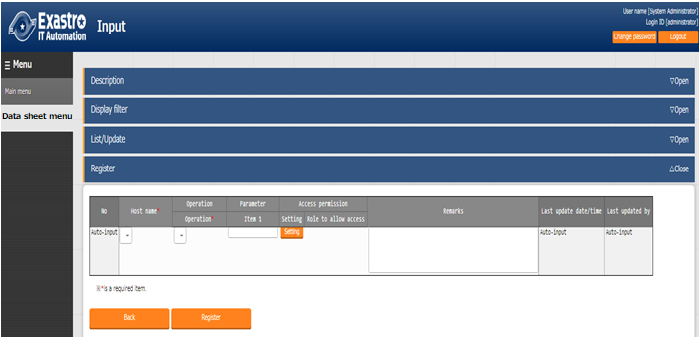 Exastro
IT Automation
Input
User name [System Administrator]
Login ID [administrator]
Change password
Logout
Menu
Main menu
Data sheet menu
Description
▽Open
Display filter
▽Open
List/Update
▽Open
Register
△Close
No
Host name*
Operation
Operation*
Parameter
Item 1
Access permission
Setting
Role to allow access
Remarks
Last update date/time
Last updated by
Auto-input
Setting
Auto-input
Auto-input
※*is a required item.
Back
Register